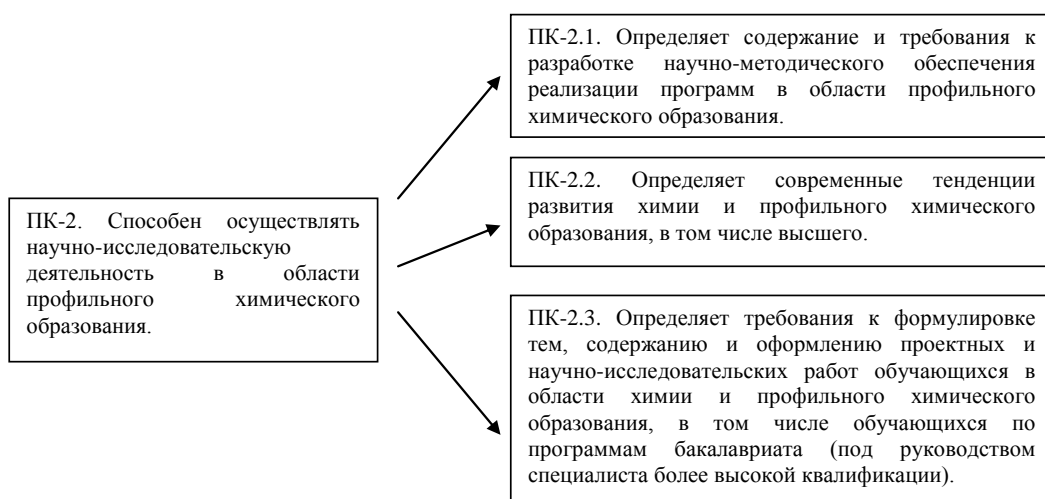 ПК-2. Способен осуществлять
научно-исследовательскую
деятельность в области
профильного химического
образования.
ПК-2.1. Определяет содержание и требования к
разработке научно-методического обеспечения
реализации программ в области профильного
химического образования.
ПК-2.2. Определяет современные тенденции
развития химии и профильного химического
образования, в том числе высшего.
ПК-2.3. Определяет требования к формулировке
тем, содержанию и оформлению проектных и
научно-исследовательских работ обучающихся в
области химии и профильного химического
образования, в том числе обучающихся по
программам бакалавриата (под руководством
специалиста более высокой квалификации).